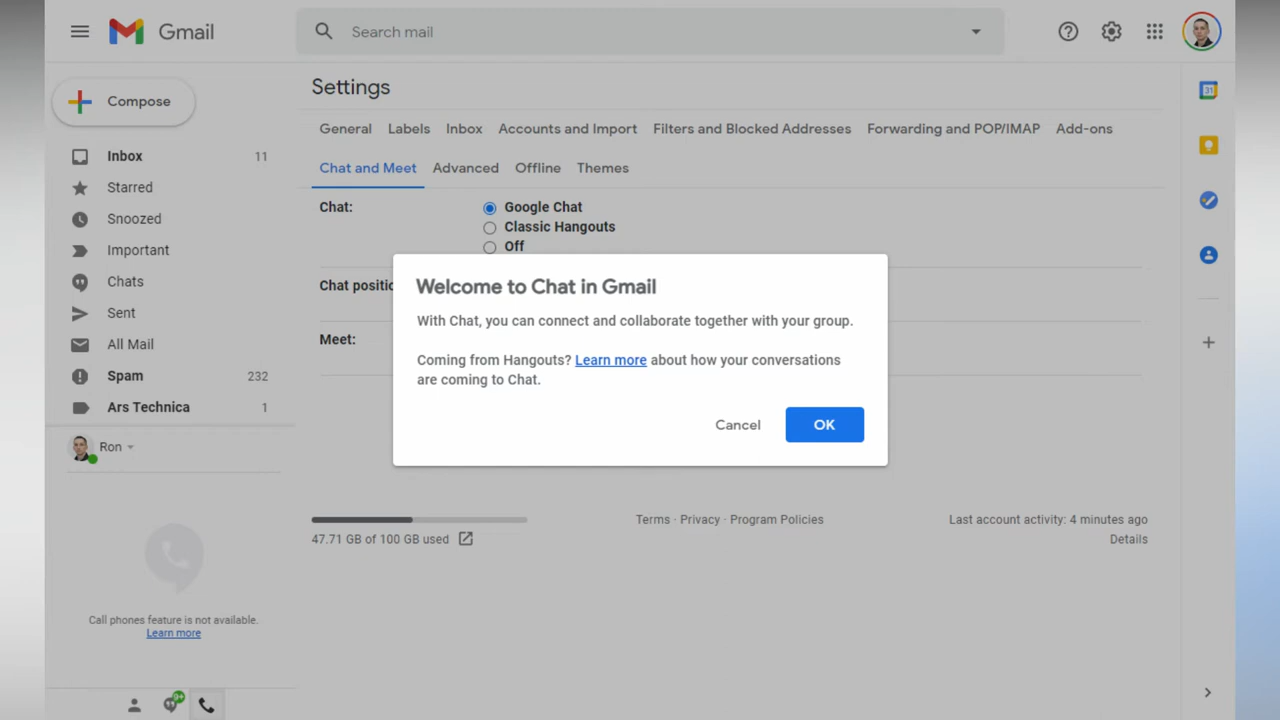 Gmail
Search mail
Compose
Inbox 11
Starred
Snoozed
Important
Chats
Sent
All Mail
Spam 232
Ars Technica 1
Ron
Call phones feature is not available.
Learn more
9+
Settings
General Labels Inbox Accounts and Import Filters and Blocked Addresses Forwarding and POP/IMAP Add-ons
Chat and Meet Advanced Offline Themes
Chat: Google Chat
Classic Hangouts
Off
Chat positio
Meet:
Welcome to Chat in Gmail
With Chat, you can connect and collaborate together with your group.
Coming from Hangouts? Learn more about how your conversations
are coming to Chat.
Cancel OK
47.71 GB of 100 GB used
Terms · Privacy · Program Policies
Last account activity: 4 minutes ago
Details
31